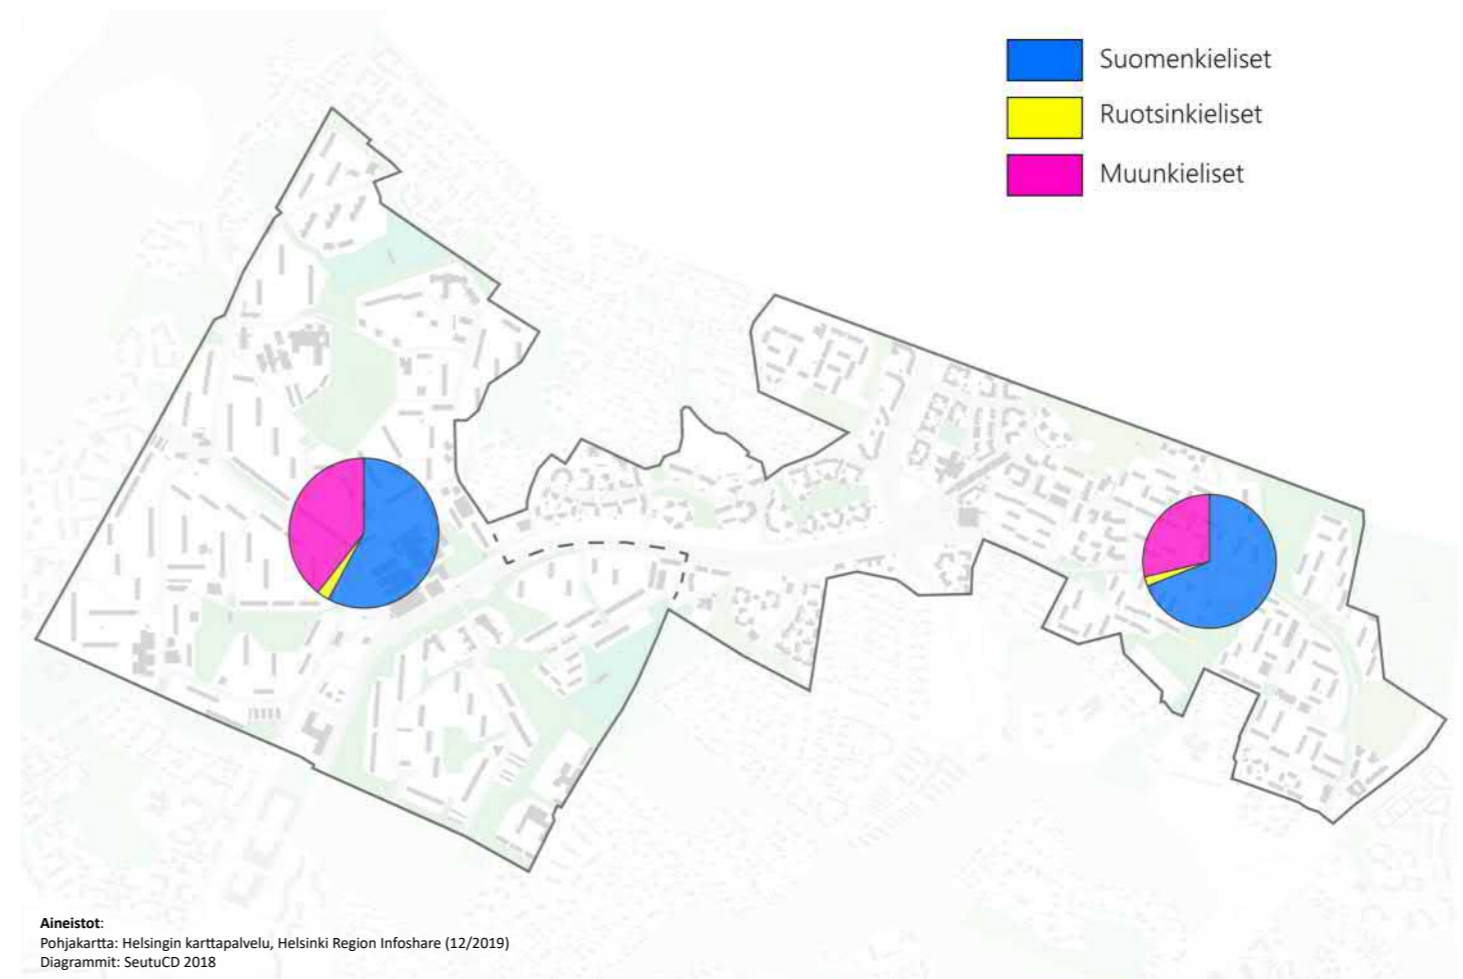 Suomenkieliset
Ruotsinkieliset
Muunkieliset
Aineistot:
Pohjakartta: Helsingin karttapalvelu, Helsinki Region Infoshare (12/2019)
Diagrammit: SeutuCD 2018